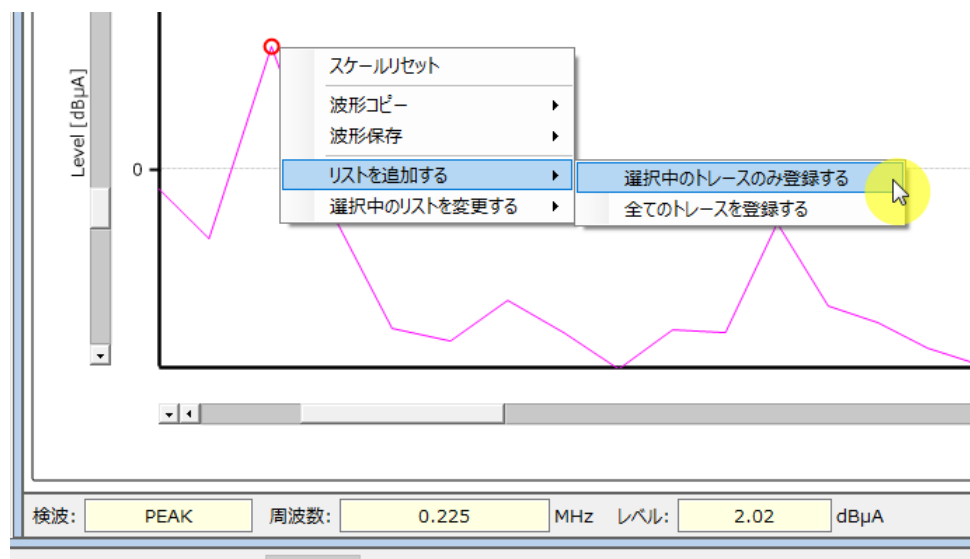 Level [dBµA]
0
スケールリセット
波形コピー
波形保存
リストを追加する
選択中のリストを変更する
選択中のトレースのみ登録する
全てのトレースを登録する
検波: PEAK 周波数: 0.225 MHz レベル: 2.02 dBµA